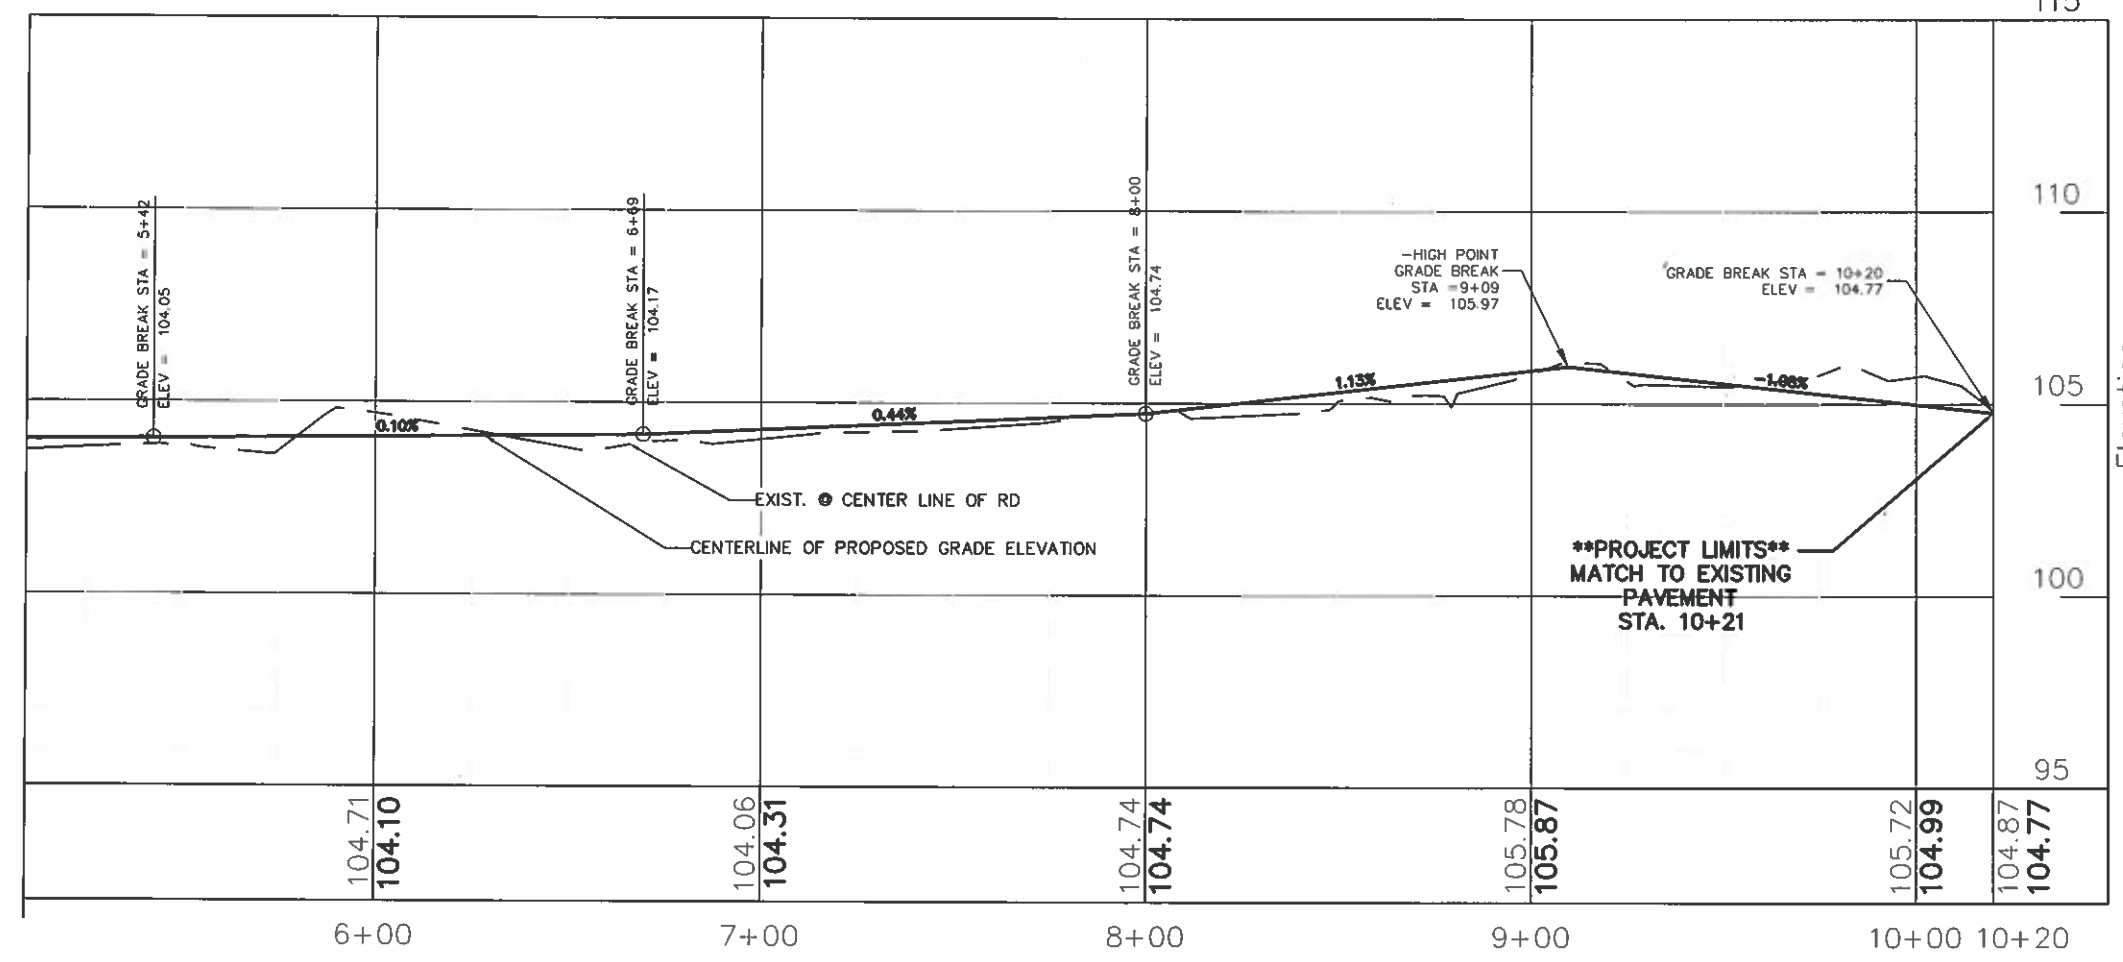 115
110
105
100
95
GRADE BREAK STA = 5+42
ELEV = 104.05
GRADE BREAK STA = 6+69
ELEV = 104.17
GRADE BREAK STA = 8+00
ELEV = 104.74
-HIGH POINT
GRADE BREAK
STA =9+09
ELEV = 105.97
GRADE BREAK STA = 10+20
ELEV = 104.77
0.10%
0.44%
1.13%
-1.08%
EXIST. @ CENTER LINE OF RD
CENTERLINE OF PROPOSED GRADE ELEVATION
**PROJECT LIMITS**
MATCH TO EXISTING
PAVEMENT
STA. 10+21
104.71
104.10
104.06
104.31
104.74
104.74
105.78
105.87
105.72
104.99
104.87
104.77
6+00
7+00
8+00
9+00
10+00
10+20